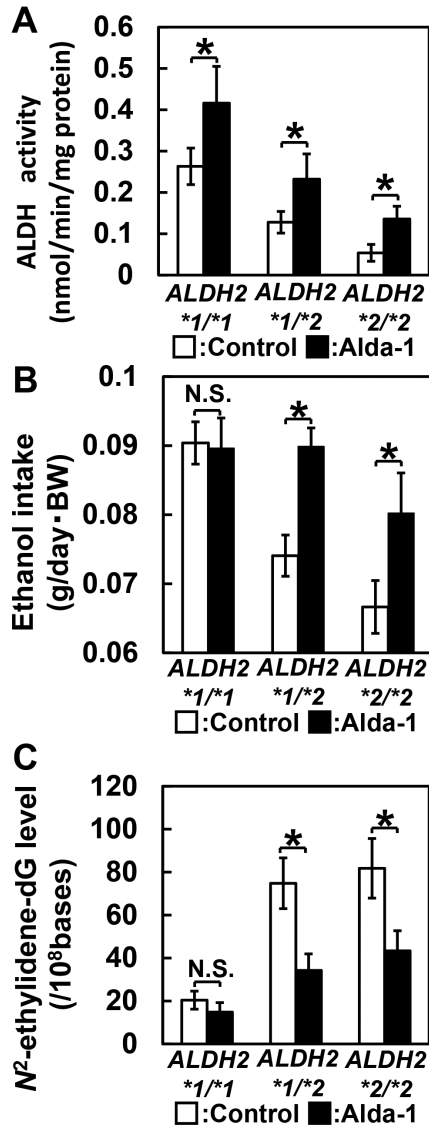 A
ALDH activity
(nmol/min/mg protein)
0.6
0.5
0.4
0.3
0.2
0.1
0
*
*
*
ALDH2 ALDH2 ALDH2
*1/*1 *1/*2 *2/*2
:Control :Alda-1
B
Ethanol intake
(g/day·BW)
0.1
0.09
0.08
0.07
0.06
N.S.
*
*
ALDH2 ALDH2 ALDH2
*1/*1 *1/*2 *2/*2
:Control :Alda-1
C
N²-ethylidene-dG level
(/10⁸bases)
120
100
80
60
40
20
0
N.S.
*
*
ALDH2 ALDH2 ALDH2
*1/*1 *1/*2 *2/*2
:Control :Alda-1